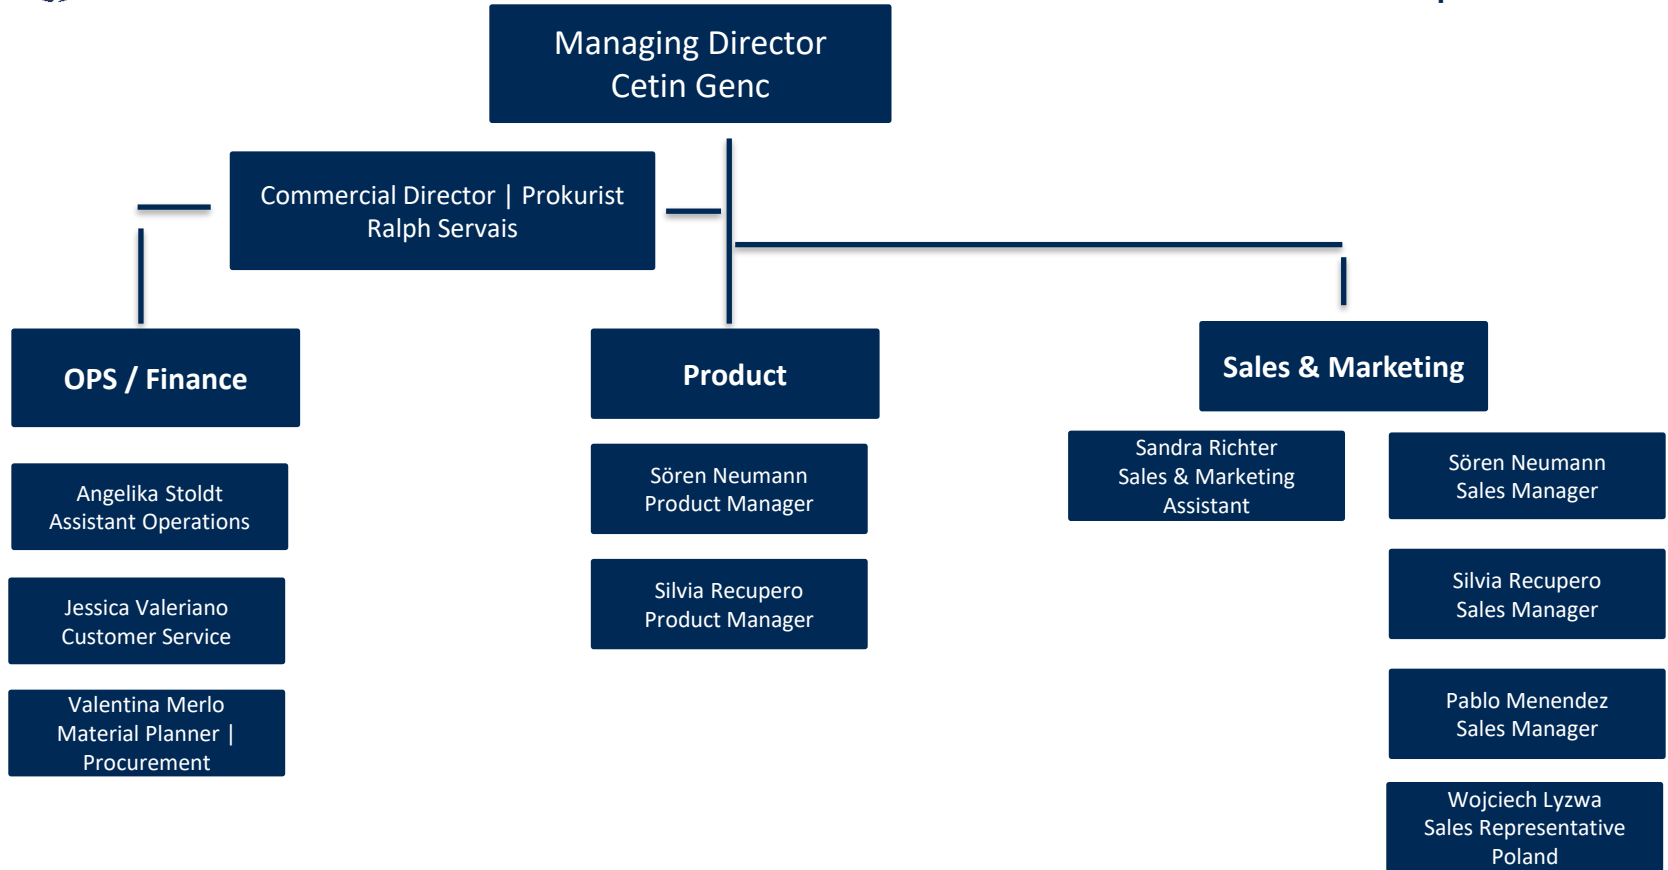 Managing Director
Cetin Genc
Commercial Director | Prokurist
Ralph Servais
OPS / Finance
Angelika Stoldt
Assistant Operations
Jessica Valeriano
Customer Service
Valentina Merlo
Material Planner |
Procurement
Product
Sören Neumann
Product Manager
Silvia Recupero
Product Manager
Sales & Marketing
Sandra Richter
Sales & Marketing
Assistant
Sören Neumann
Sales Manager
Silvia Recupero
Sales Manager
Pablo Menendez
Sales Manager
Wojciech Lyzwa
Sales Representative
Poland